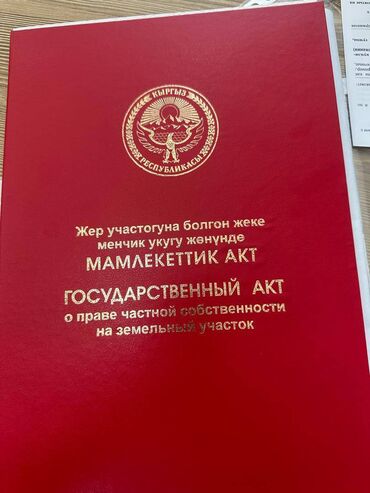 КЫРГЫЗ
РЕСПУБЛИКАСЫ
Жер участогуна болгон жеке
менчик укугу жөнүндө
МАМЛЕКЕТТИК АКТ
ГОСУДАРСТВЕННЫЙ АКТ
о праве частной собственности
на земельный участок